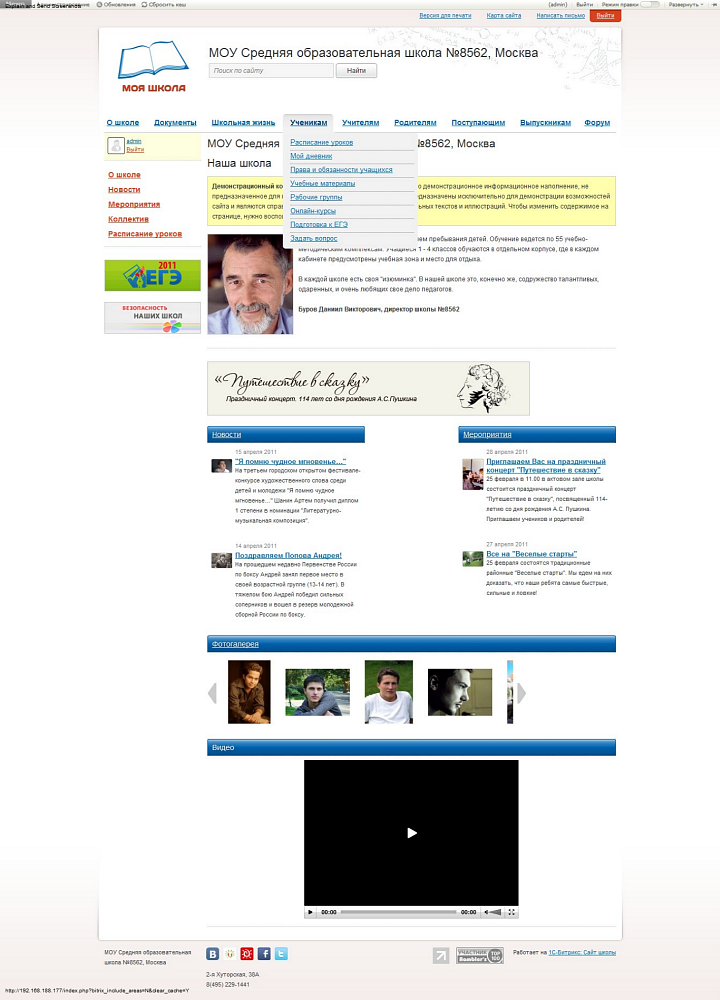 Explain and Send Screenshots
Обновления
Сбросить кеш
(admin)
Выйти
Режим правки
Развернуть
Версия для печати
Карта сайта
Написать письмо
Выйти
МОЯ ШКОЛА
МОУ Средняя образовательная школа №8562, Москва
Поиск по сайту
Найти
О школе
Документы
Школьная жизнь
Ученикам
Учителям
Родителям
Поступающим
Выпускникам
Форум
admin
Выйти
О школе
Новости
Мероприятия
Коллектив
Расписание уроков
2011
ЕГЭ
БЕЗОПАСНОСТЬ
НАШИХ ШКОЛ
Расписание уроков
Мой дневник
Права и обязанности учащихся
Учебные материалы
Рабочие группы
Онлайн-курсы
Подготовка к ЕГЭ
Задать вопрос
МОУ Средняя №8562, Москва
Наша школа
Демонстрационный ко о демонстрационное информационное наполнение, не
предназначенное для едназначены исключительно для демонстрации возможностей
сайта и являются спра льных текстов и иллюстраций. Чтобы изменить содержимое на
странице, нужно воспо
ем пребывания детей. Обучение ведется по 55 учебно-
методическим комплексам. Учащиеся 1 - 4 классов обучаются в отдельном корпусе, где в каждом
кабинете предусмотрены учебная зона и место для отдыха.
В каждой школе есть своя "изюминка". В нашей школе это, конечно же, содружество талантливых,
одаренных, и очень любящих свое дело педагогов.
Буров Даниил Викторович, директор школы №8562
«Путешествие в сказку»
Праздничный концерт. 114 лет со дня рождения А.С.Пушкина
Новости
15 апреля 2011
"Я помню чудное мгновенье..."
На третьем городском открытом фестивале-
конкурсе художественного слова среди
детей и молодежи "Я помню чудное
мгновенье..." Шанин Артем получил диплом
1 степени в номинации "Литературно-
музыкальная композиция".
14 апреля 2011
Поздравляем Попова Андрея!
На прошедшем недавно Первенстве России
по боксу Андрей занял первое место в
своей возрастной группе (13-14 лет). В
тяжелом бою Андрей победил сильных
соперников и вошел в резерв молодежной
сборной России по боксу.
Мероприятия
28 апреля 2011
Приглашаем Вас на праздничный
концерт "Путешествие в сказку"
25 февраля в 11.00 в актовом зале школы
состоится праздничный концерт
"Путешествие в сказку", посвященный 114-
летию со дня рождения А.С. Пушкина.
Приглашаем учеников и родителей!
27 апреля 2011
Все на "Веселые старты"
25 февраля состоятся традиционные
районные "Веселые старты". Мы едем на них
доказать, что наши ребята самые быстрые,
сильные и ловкие!
Фотогалерея
Видео
00:00
00:00
МОУ Средняя образовательная
школа №8562, Москва
2-я Хуторская, 38А
8(495) 229-1441
УЧАСТНИК
Rambler's
TOP
100
Работает на 1С-Битрикс: Сайт школы
http://192.168.188.177/index.php?bitrix_include_areas=N&clear_cache=Y